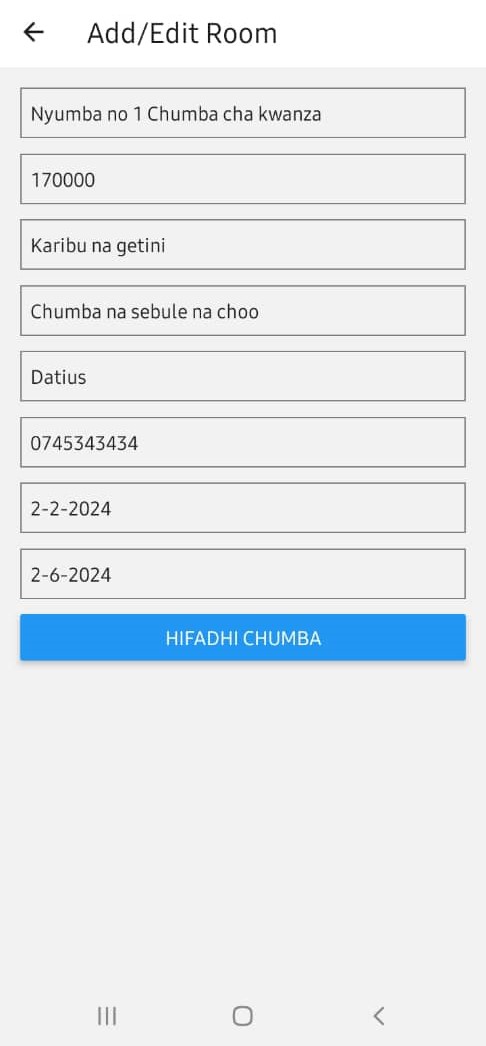 Add/Edit Room
Nyumba no 1 Chumba cha kwanza
170000
Karibu na getini
Chumba na sebule na choo
Datius
0745343434
2-2-2024
2-6-2024
HIFADHI CHUMBA